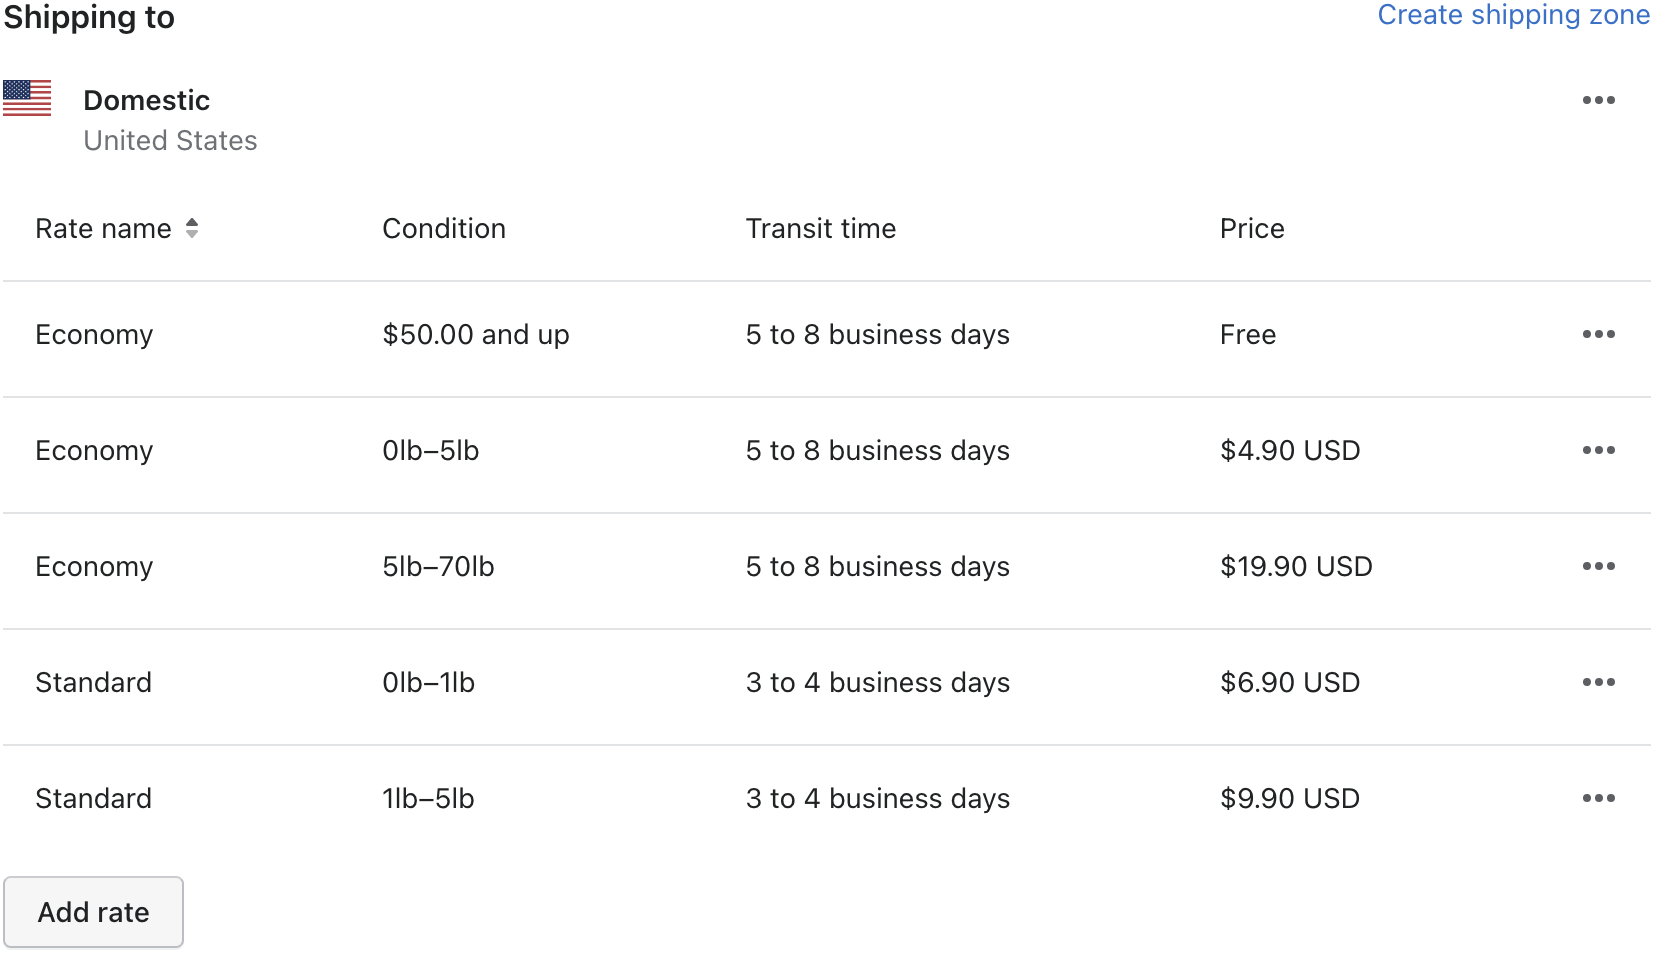 Shipping to
Create shipping zone
Domestic
United States
Rate name Condition Transit time Price
Economy $50.00 and up 5 to 8 business days Free
Economy 0lb–5lb 5 to 8 business days $4.90 USD
Economy 5lb–70lb 5 to 8 business days $19.90 USD
Standard 0lb–1lb 3 to 4 business days $6.90 USD
Standard 1lb–5lb 3 to 4 business days $9.90 USD
Add rate